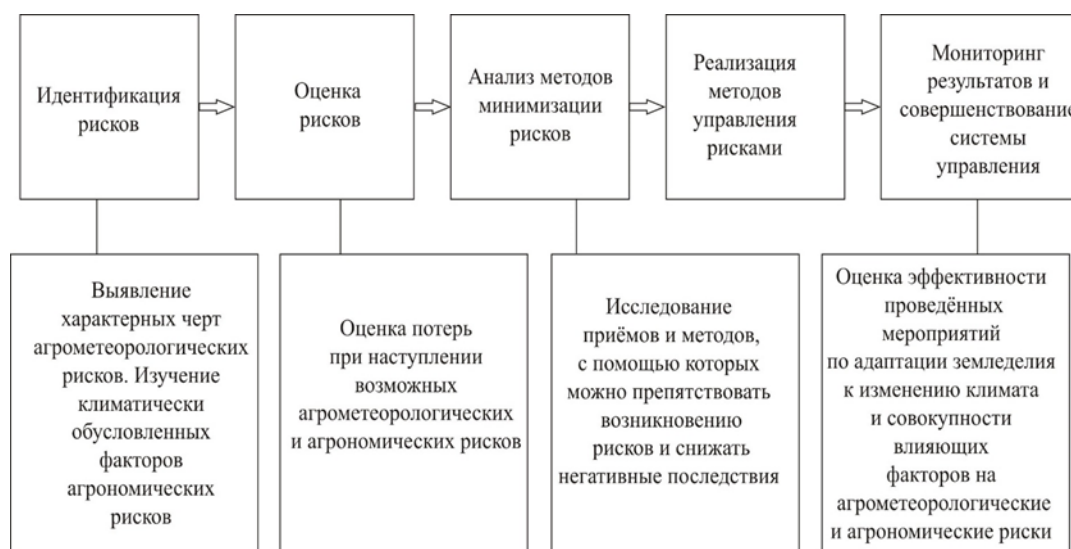 Идентификация
рисков
Оценка
рисков
Анализ методов
минимизации
рисков
Реализация
методов
управления
рисками
Мониторинг
результатов и
совершенствование
системы
управления
Выявление
характерных черт
агрометеорологических
рисков. Изучение
климатически
обусловленных
факторов
агрономических
рисков
Оценка потерь
при наступлении
возможных
агрометеорологических
и агрономических рисков
Исследование
приёмов и методов,
с помощью которых
можно препятствовать
возникновению
рисков и снижать
негативные последствия
Оценка эффективности
проведённых
мероприятий
по адаптации земледелия
к изменению климата
и совокупности
влияющих
факторов на
агрометеорологические
и агрономические риски